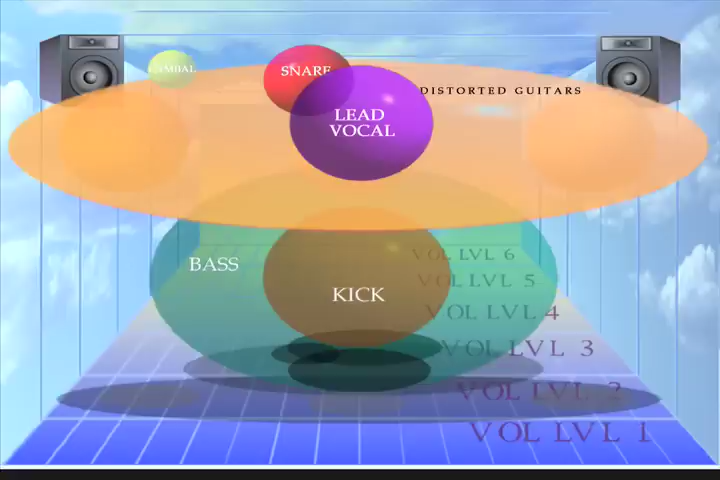 CYMBAL
SNARE
DISTORTED GUITARS
LEAD
VOCAL
BASS
KICK
VOL LVL 6
VOL LVL 5
VOL LVL 4
VOL LVL 3
VOL LVL 2
VOL LVL 1